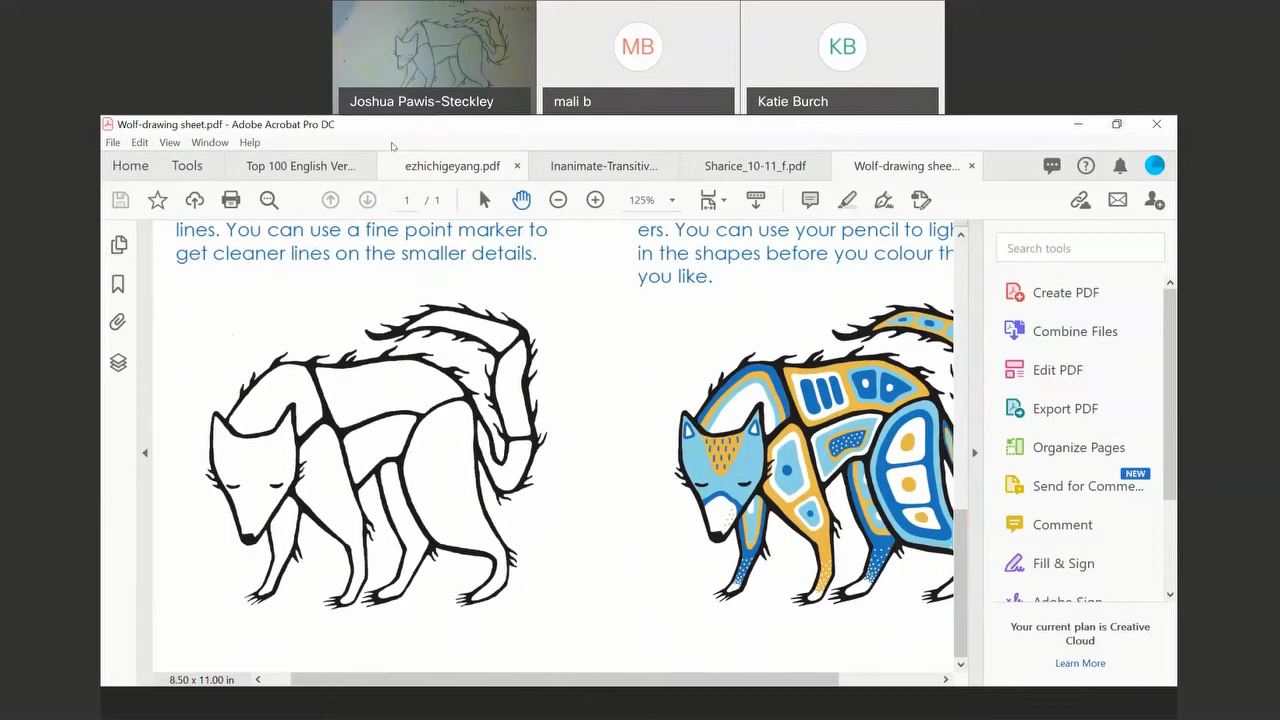 MB
KB
Joshua Pawis-Steckley
mali b
Katie Burch
Wolf-drawing sheet.pdf - Adobe Acrobat Pro DC
File Edit View Window Help
Home Tools Top 100 English Ver... ezhichigeyang.pdf Inanimate-Transitiv... Sharice_10-11_f.pdf Wolf-drawing shee...
1 / 1 125%
lines. You can use a fine point marker to
get cleaner lines on the smaller details.
ers. You can use your pencil to ligh
in the shapes before you colour th
you like.
8.50 x 11.00 in
Search tools
Create PDF
Combine Files
Edit PDF
Export PDF
Organize Pages
NEW
Send for Comme...
Comment
Fill & Sign
Adobe Sign
Your current plan is Creative
Cloud
Learn More